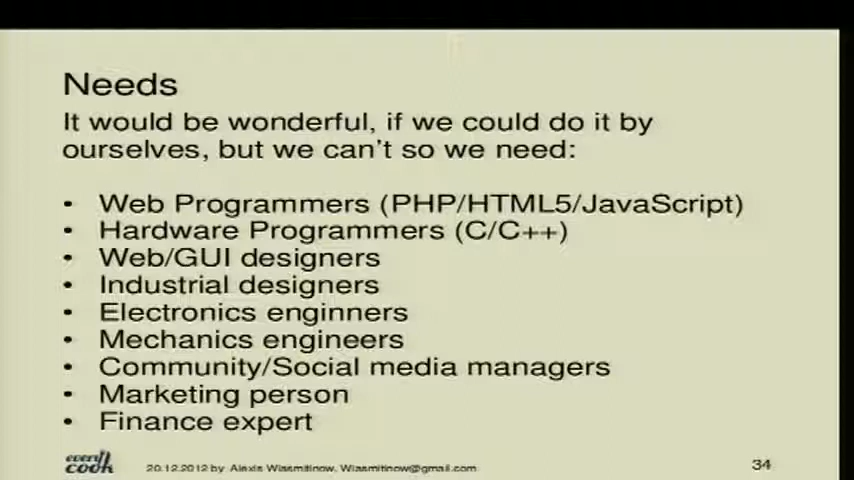 Needs
It would be wonderful, if we could do it by
ourselves, but we can't so we need:
• Web Programmers (PHP/HTML5/JavaScript)
• Hardware Programmers (C/C++)
• Web/GUI designers
• Industrial designers
• Electronics enginners
• Mechanics engineers
• Community/Social media managers
• Marketing person
• Finance expert
every cook
20.12.2012 by Alexis Wiasmitinow, Wiasmitinow@gmail.com
34